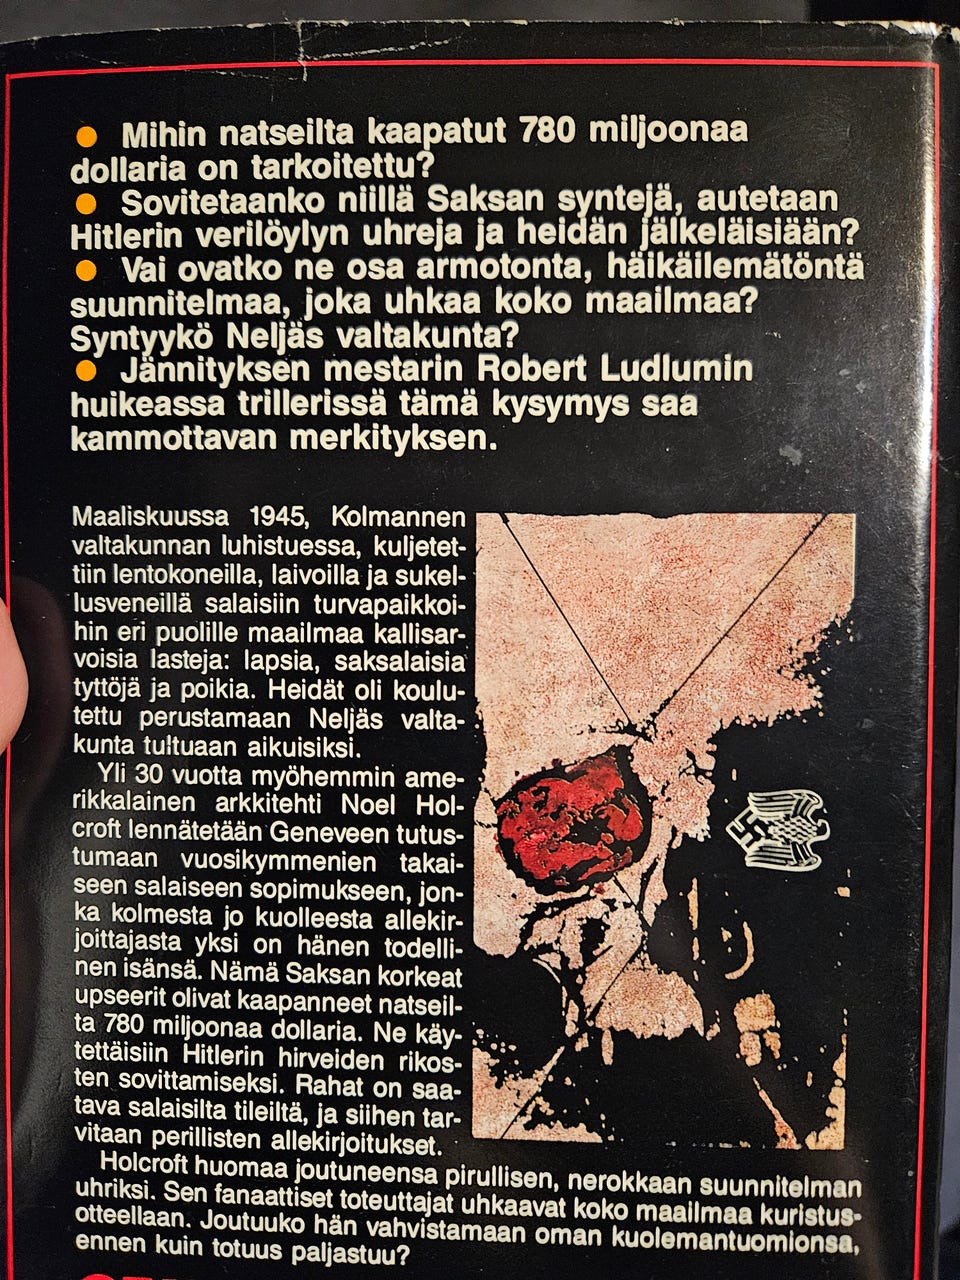 ● Mihin natseilta kaapatut 780 miljoonaa
dollaria on tarkoitettu?
● Sovitetaanko niillä Saksan syntejä, autetaan
Hitlerin verilöylyn uhreja ja heidän jälkeläisiään?
● Vai ovatko ne osa armotonta, häikäilemätöntä
suunnitelmaa, joka uhkaa koko maailmaa?
Syntyykö Neljäs valtakunta?
● Jännityksen mestarin Robert Ludlumin
huikeassa trillerissä tämä kysymys saa
kammottavan merkityksen.
Maaliskuussa 1945, Kolmannen
valtakunnan luhistuessa, kuljetet-
tiin lentokoneilla, laivoilla ja sukel-
lusveneillä salaisiin turvapaikkoi-
hin eri puolille maailmaa kallisar-
voisia lasteja: lapsia, saksalaisia
tyttöjä ja poikia. Heidät oli koulu-
tettu perustamaan Neljäs valta-
kunta tultuaan aikuisiksi.
Yli 30 vuotta myöhemmin ame-
rikkalainen arkkitehti Noel Hol-
croft lennätetään Geneveen tutus-
tumaan vuosikymmenien takai-
seen salaiseen sopimukseen, jon-
ka kolmesta jo kuolleesta allekir-
joittajasta yksi on hänen todelli-
nen isänsä. Nämä Saksan korkeat
upseerit olivat kaapanneet natseil-
ta 780 miljoonaa dollaria. Ne käy-
tettäisiin Hitlerin hirveiden rikos-
ten sovittamiseksi. Rahat on saa-
tava salaisilta tileiltä, ja siihen tar-
vitaan perillisten allekirjoitukset.
Holcroft huomaa joutuneensa pirullisen, nerokkaan suunnitelman
uhriksi. Sen fanaattiset toteuttajat uhkaavat koko maailmaa kuristus-
otteellaan. Joutuuko hän vahvistamaan oman kuolemantuomionsa,
ennen kuin totuus paljastuu?